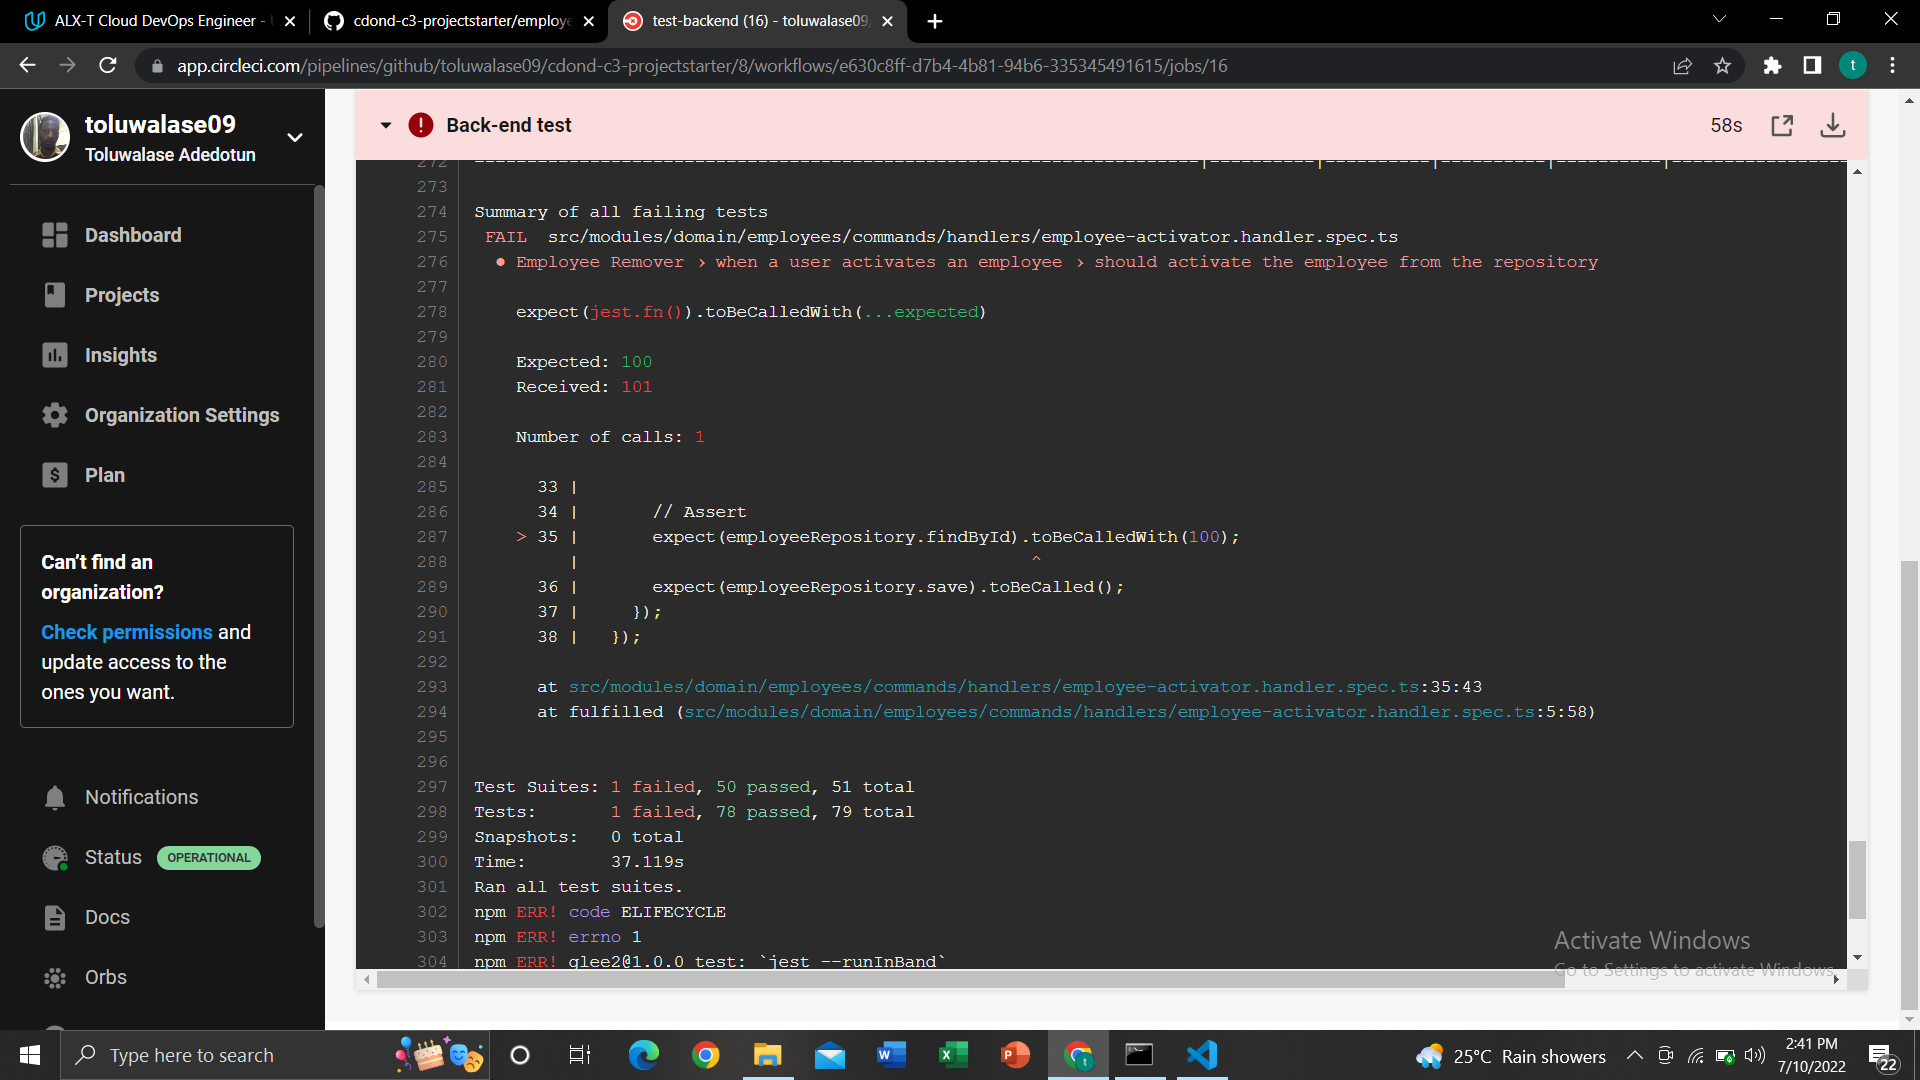 ALX-T Cloud DevOps Engineer -
cdond-c3-projectstarter/employe
test-backend (16) - toluwalase09
app.circleci.com/pipelines/github/toluwalase09/cdond-c3-projectstarter/8/workflows/e630c8ff-d7b4-4b81-94b6-335345491615/jobs/16
t
toluwalase09
Toluwalase Adedotun
Dashboard
Projects
Insights
Organization Settings
Plan
Can’t find an
organization?
Check permissions and
update access to the
ones you want.
Notifications
Status OPERATIONAL
Docs
Orbs
Back-end test
58s
272 ---------------------------------------------------------------------|----------|----------|----------|----------|-----------------
273
274 Summary of all failing tests
275 FAIL src/modules/domain/employees/commands/handlers/employee-activator.handler.spec.ts
276 ● Employee Remover › when a user activates an employee › should activate the employee from the repository
277
278 expect(jest.fn()).toBeCalledWith(...expected)
279
280 Expected: 100
281 Received: 101
282
283 Number of calls: 1
284
285 33 |
286 34 | // Assert
287 > 35 | expect(employeeRepository.findById).toBeCalledWith(100);
288 | ^
289 36 | expect(employeeRepository.save).toBeCalled();
290 37 | });
291 38 | });
292
293 at src/modules/domain/employees/commands/handlers/employee-activator.handler.spec.ts:35:43
294 at fulfilled (src/modules/domain/employees/commands/handlers/employee-activator.handler.spec.ts:5:58)
295
296
297 Test Suites: 1 failed, 50 passed, 51 total
298 Tests: 1 failed, 78 passed, 79 total
299 Snapshots: 0 total
300 Time: 37.119s
301 Ran all test suites.
302 npm ERR! code ELIFECYCLE
303 npm ERR! errno 1
304 npm ERR! glee2@1.0.0 test: `jest --runInBand`
Activate Windows
Go to Settings to activate Windows.
Type here to search
25°C Rain showers
2:41 PM
7/10/2022
22